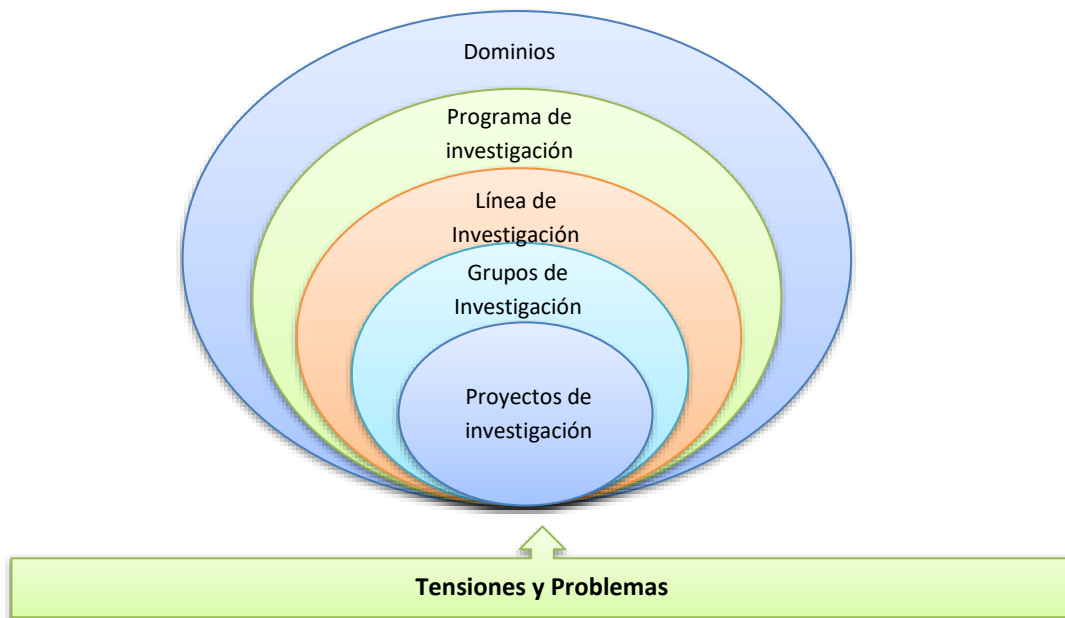 Dominios
Programa de
investigación
Línea de
Investigación
Grupos de
Investigación
Proyectos de
investigación
Tensiones y Problemas